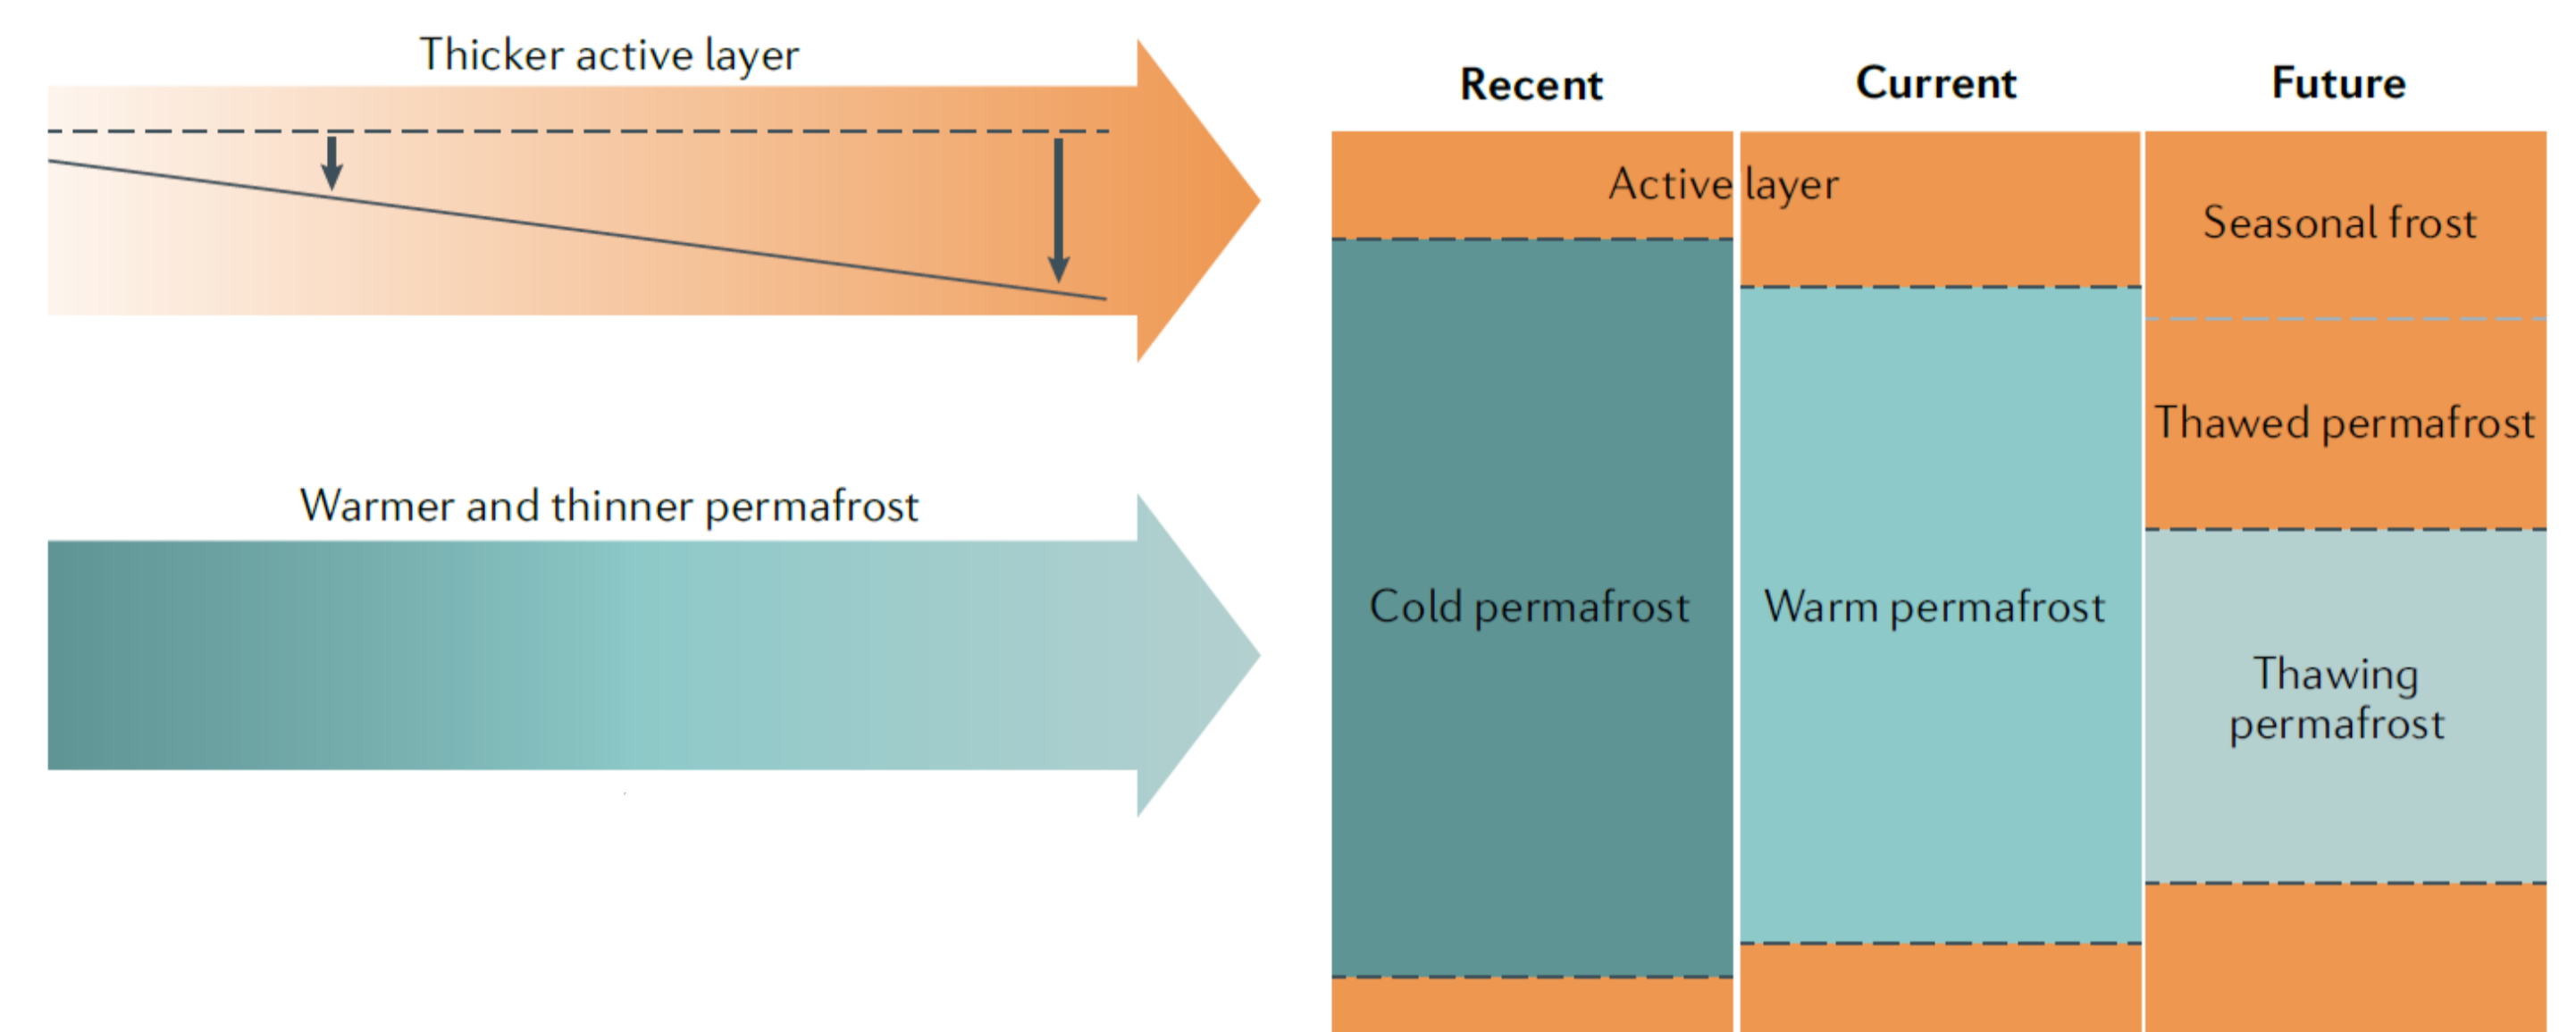 Thicker active layer
Warmer and thinner permafrost
Recent
Current
Future
Active layer
Seasonal frost
Thawed permafrost
Cold permafrost
Warm permafrost
Thawing
permafrost